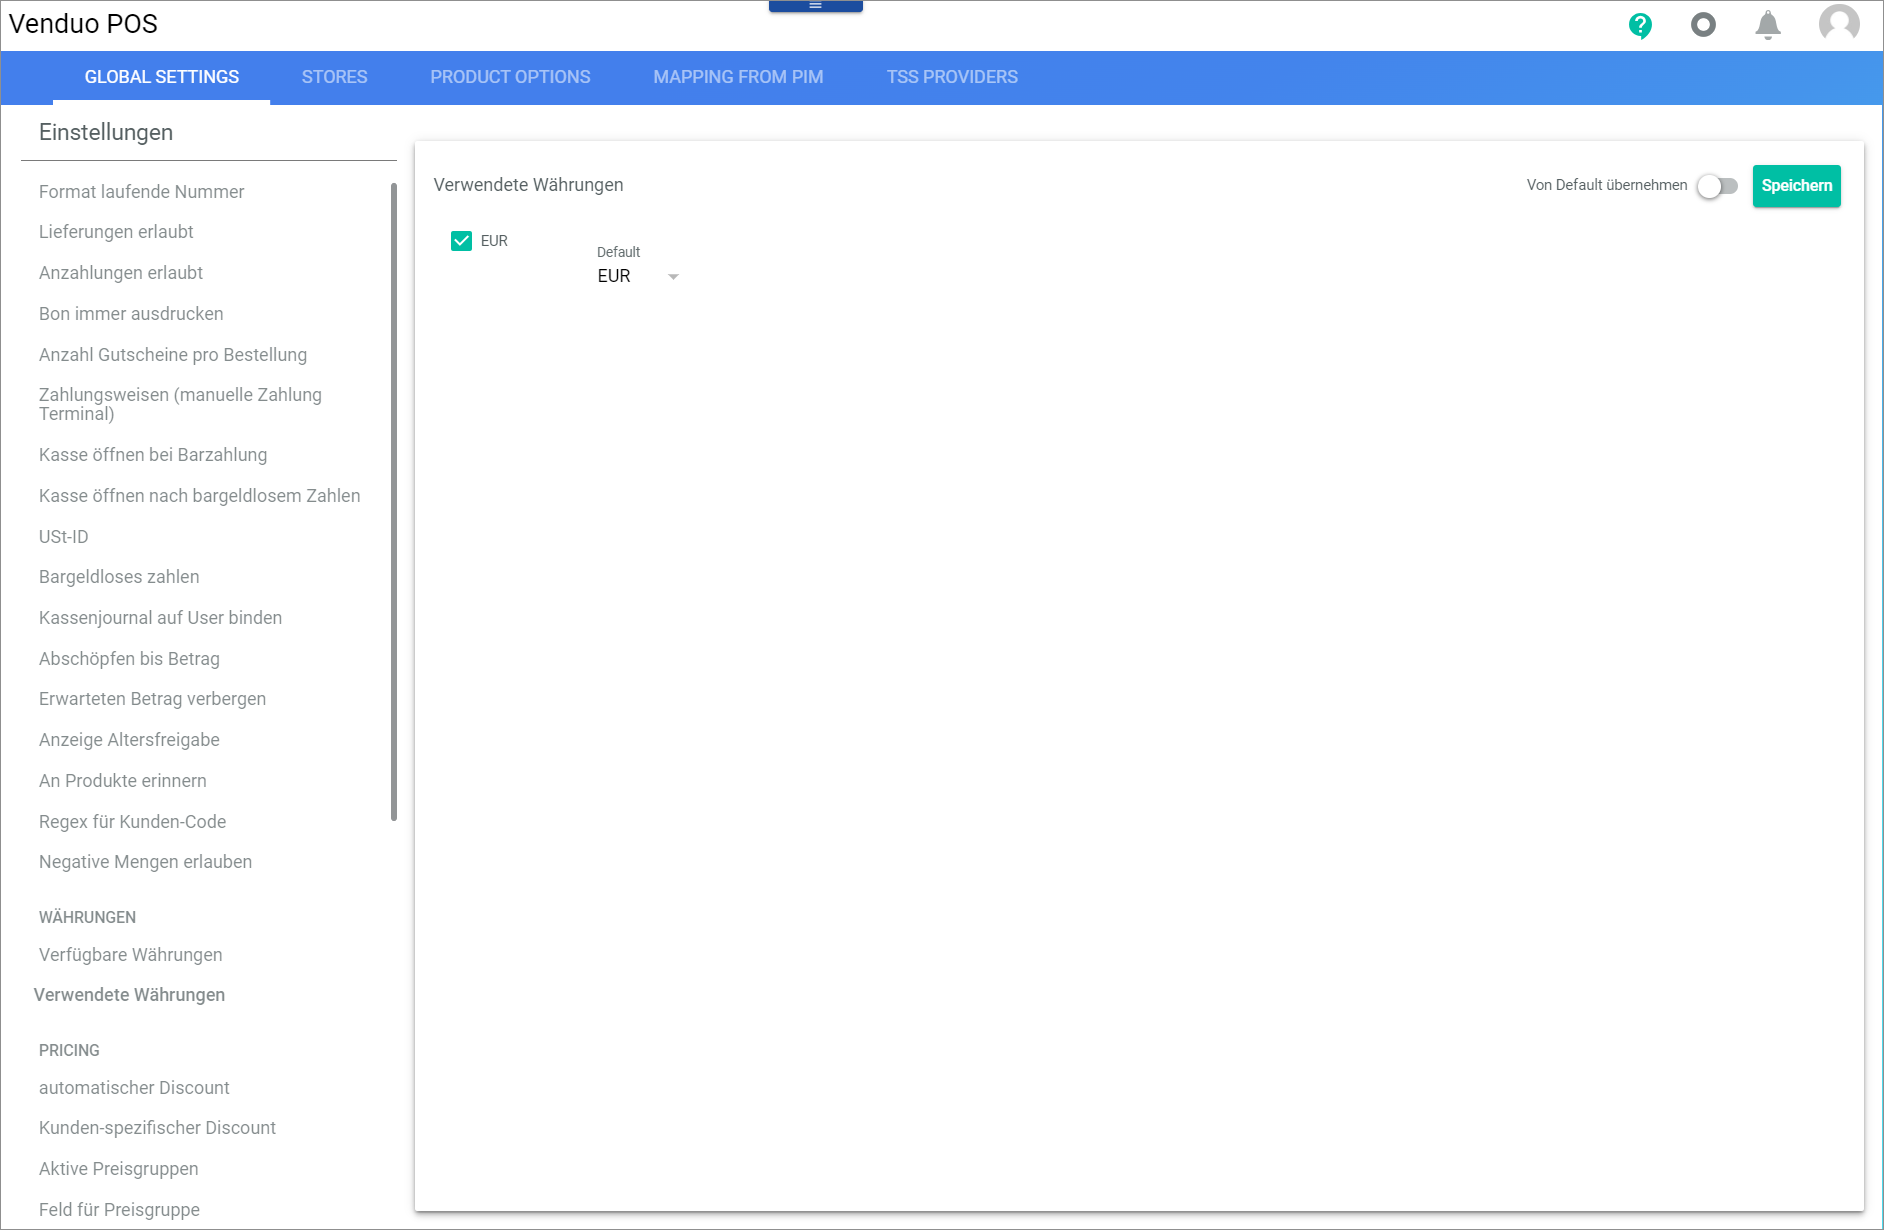 Venduo POS
GLOBAL SETTINGS STORES PRODUCT OPTIONS MAPPING FROM PIM TSS PROVIDERS
Einstellungen
Format laufende Nummer
Lieferungen erlaubt
Anzahlungen erlaubt
Bon immer ausdrucken
Anzahl Gutscheine pro Bestellung
Zahlungsweisen (manuelle Zahlung
Terminal)
Kasse öffnen bei Barzahlung
Kasse öffnen nach bargeldlosem Zahlen
USt-ID
Bargeldloses zahlen
Kassenjournal auf User binden
Abschöpfen bis Betrag
Erwarteten Betrag verbergen
Anzeige Altersfreigabe
An Produkte erinnern
Regex für Kunden-Code
Negative Mengen erlauben
WÄHRUNGEN
Verfügbare Währungen
Verwendete Währungen
PRICING
automatischer Discount
Kunden-spezifischer Discount
Aktive Preisgruppen
Feld für Preisgruppe
Verwendete Währungen
Von Default übernehmen
Speichern
EUR
Default
EUR